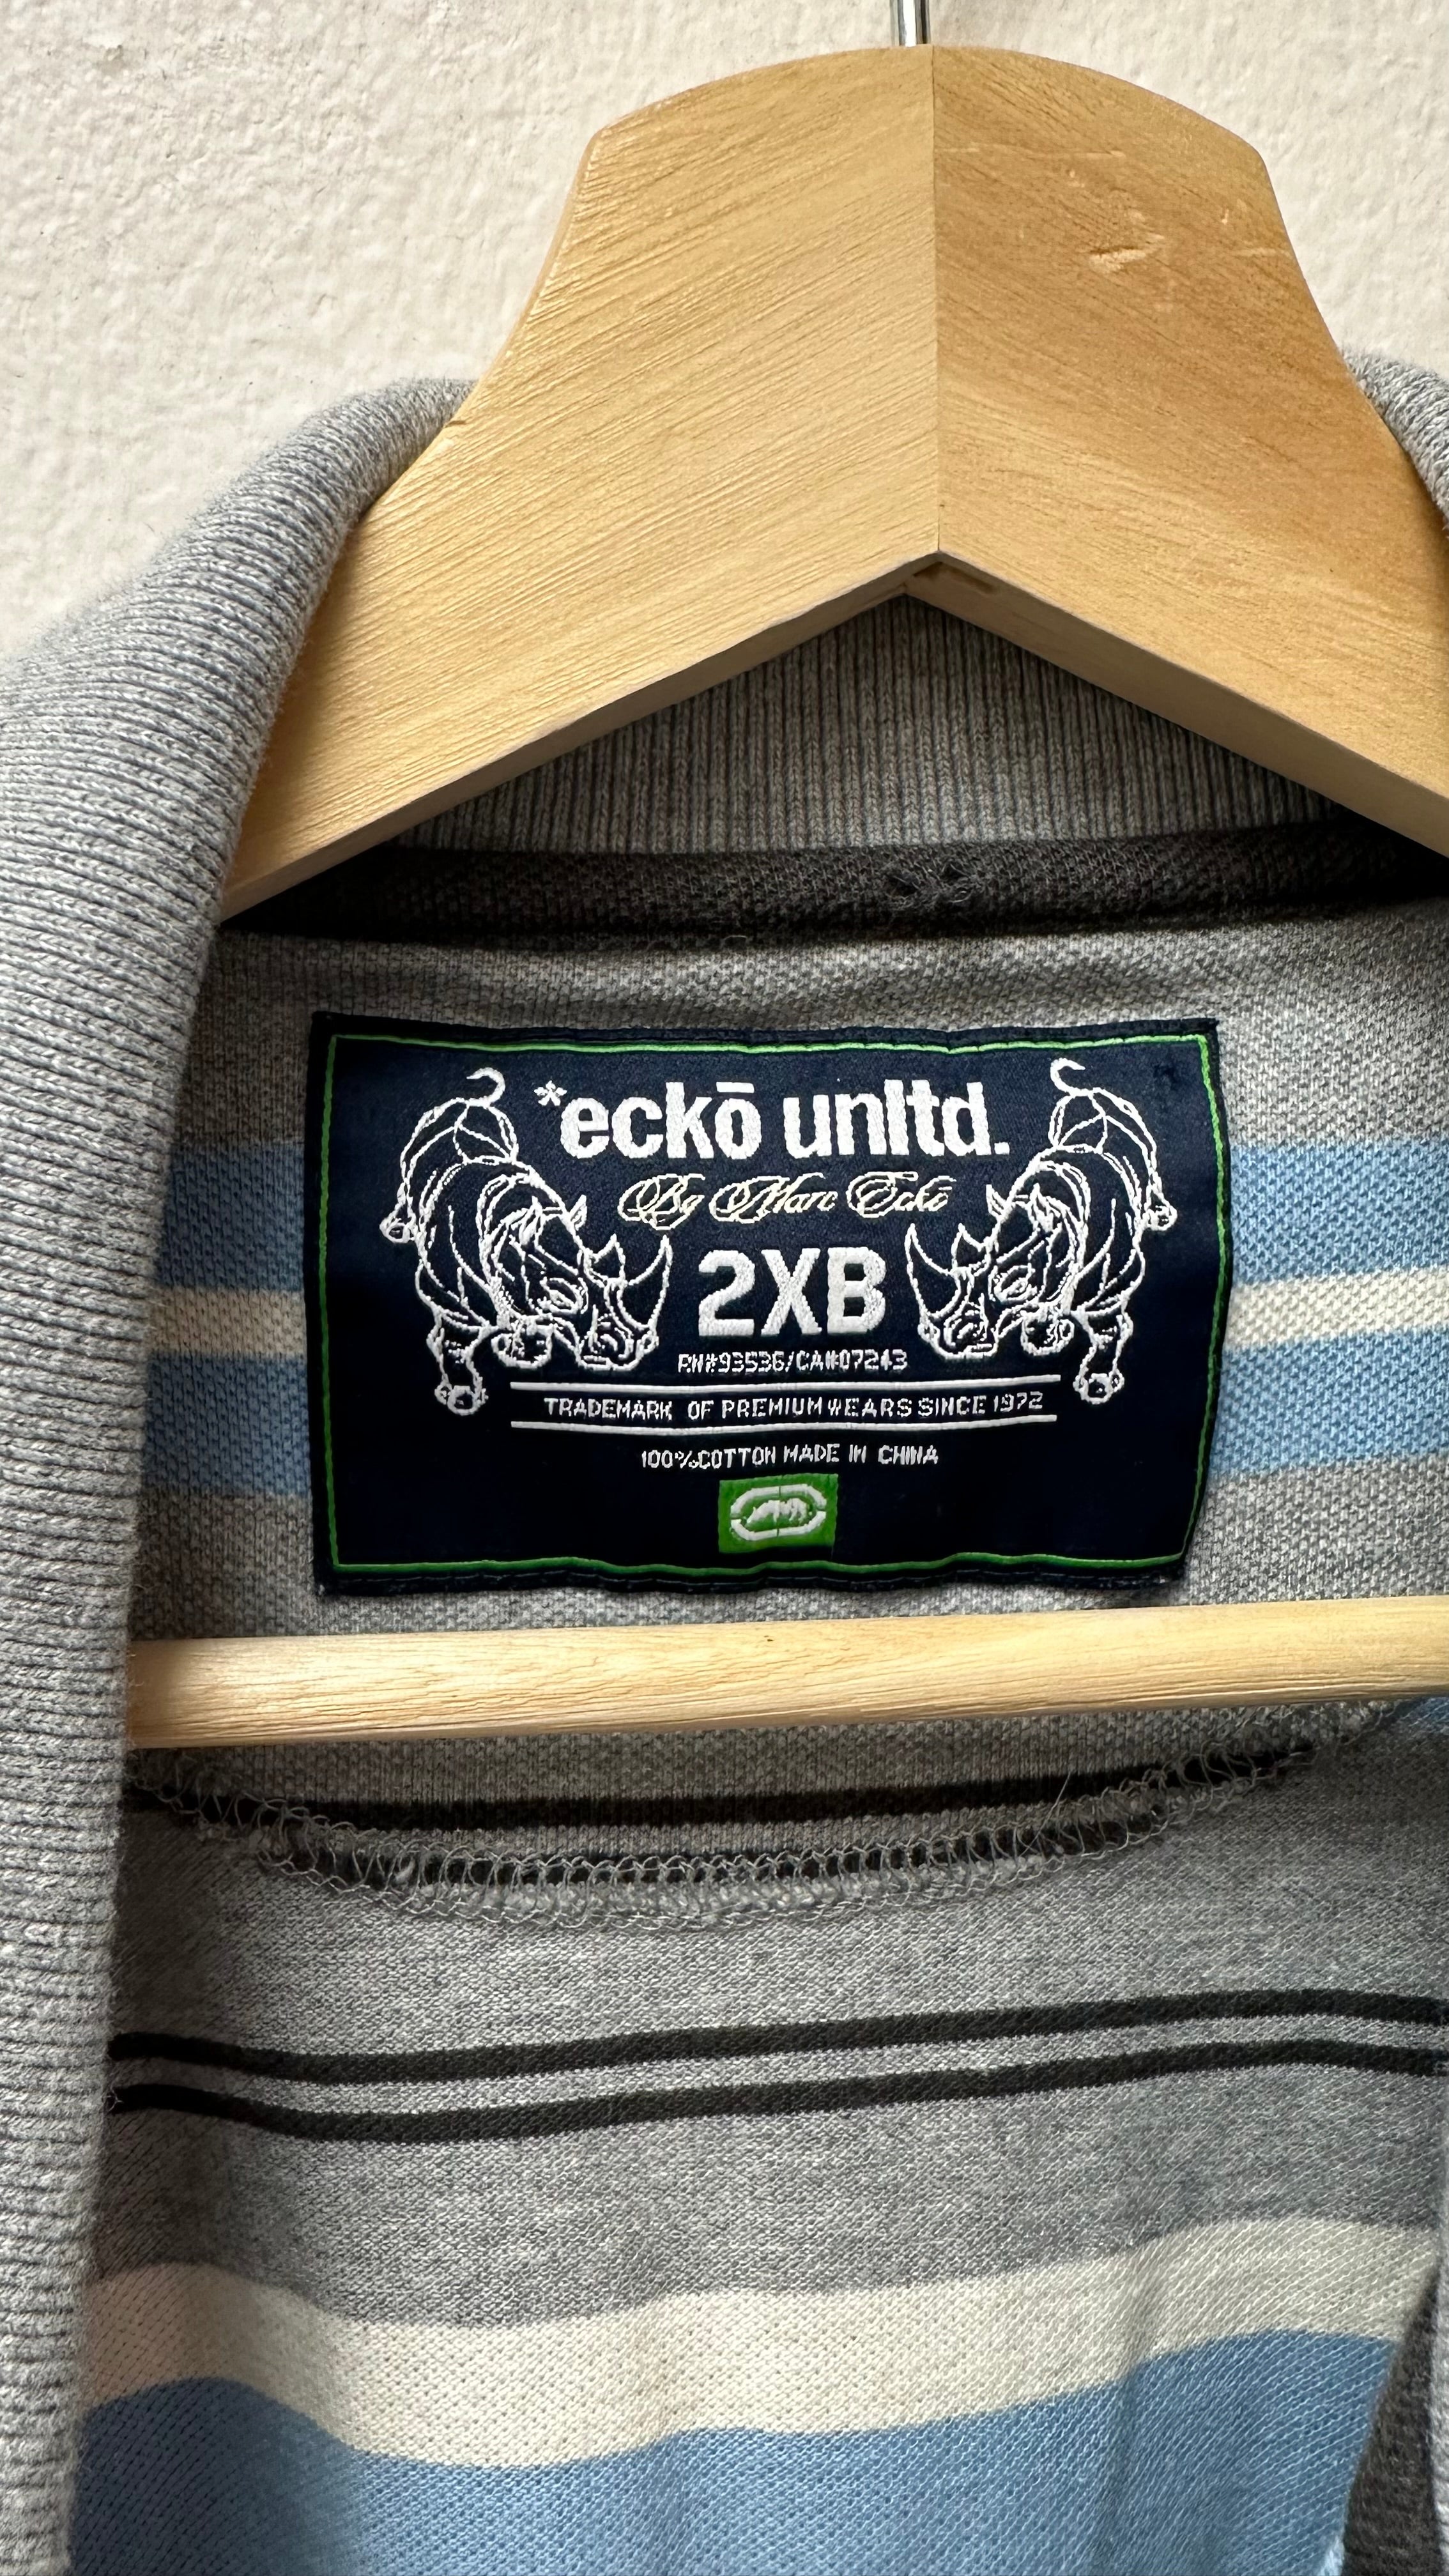 *eckō unltd.
By Marc Eckō
2XB
RN#93536/CA#07243
TRADEMARK OF PREMIUM WEARS SINCE 1972
100%COTTON MADE IN CHINA